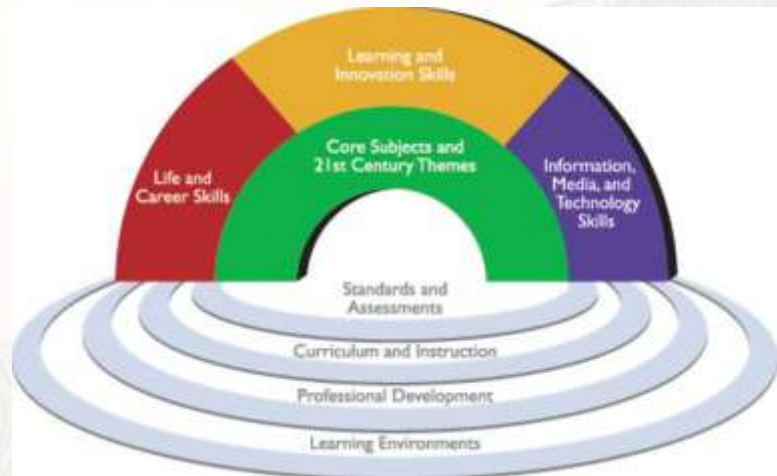 Learning and
Innovation Skills
Core Subjects and
21st Century Themes
Life and
Career Skills
Information,
Media, and
Technology
Skills
Standards and
Assessments
Curriculum and Instruction
Professional Development
Learning Environments